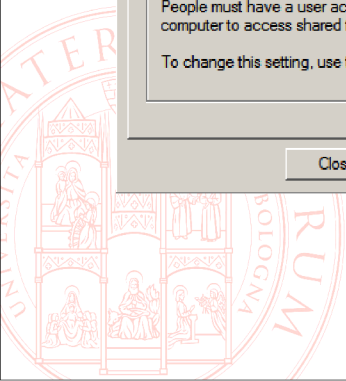 People must have a user ac
computer to access shared
To change this setting, use
Clos
ATER
RUM
UNIVERSITA
BOLOGNA